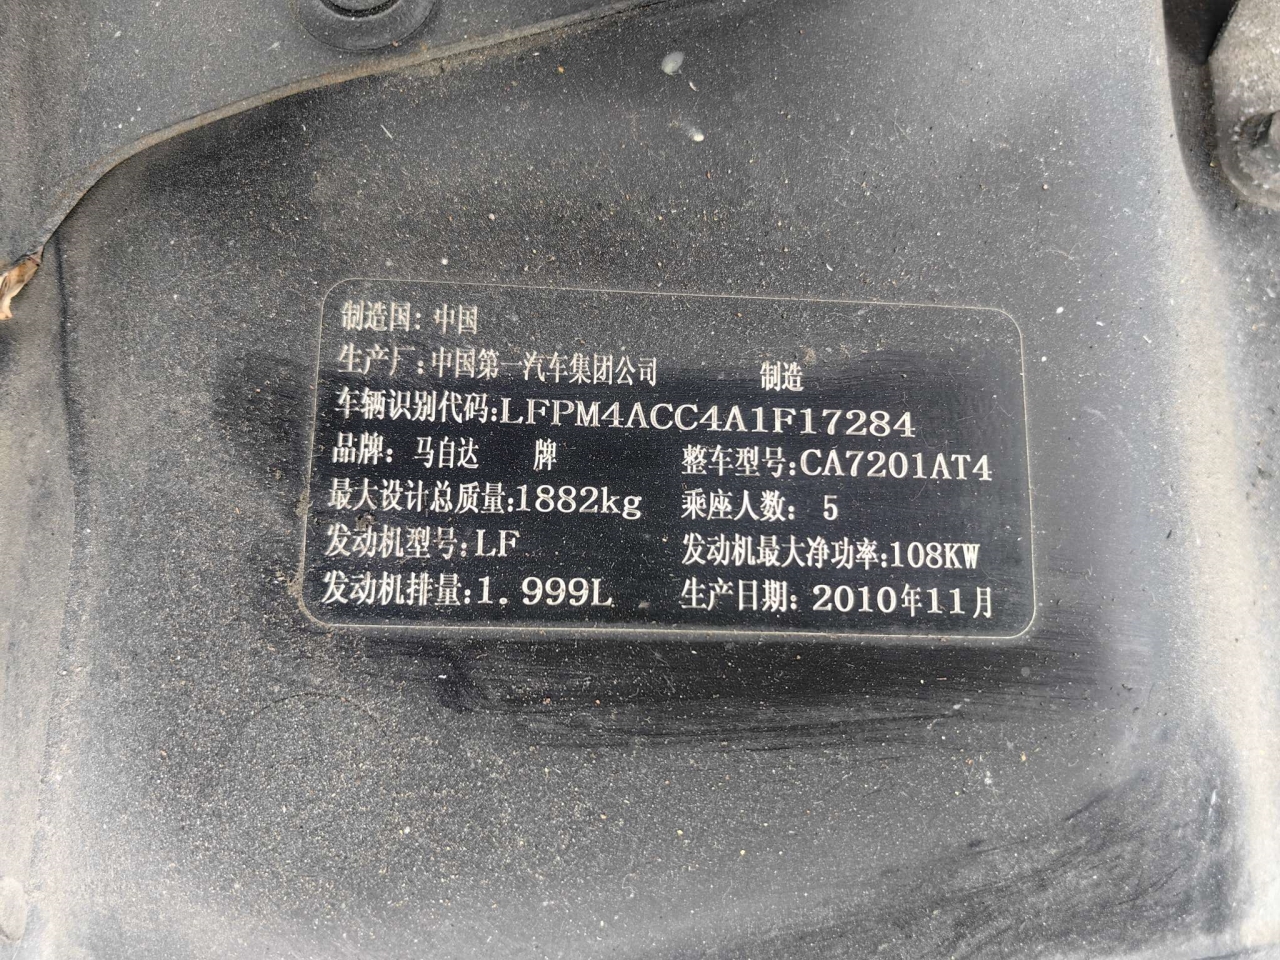 制造国: 中国
生产厂:中国第一汽车集团公司 制造
车辆识别代码:LFPM4ACC4A1F17284
品牌: 马自达 牌 整车型号:CA7201AT4
最大设计总质量:1882kg 乘座人数: 5
发动机型号:LF 发动机最大净功率:108KW
发动机排量:1.999L 生产日期: 2010年11月